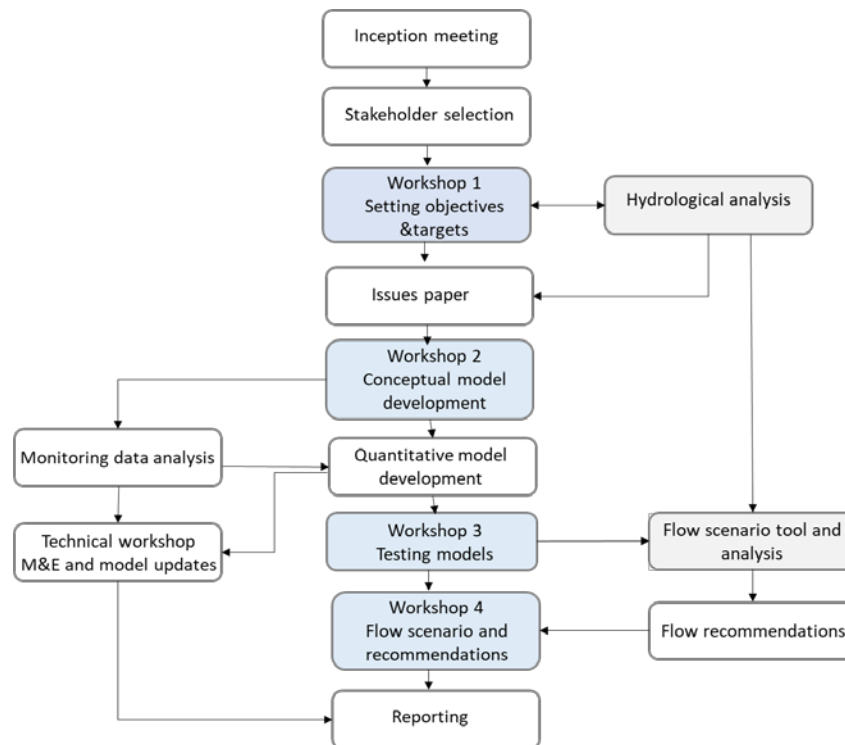 Inception meeting
Stakeholder selection
Workshop 1
Setting objectives
&targets
Hydrological analysis
Issues paper
Workshop 2
Conceptual model
development
Monitoring data analysis
Quantitative model
development
Technical workshop
M&E and model updates
Workshop 3
Testing models
Flow scenario tool and
analysis
Workshop 4
Flow scenario and
recommendations
Flow recommendations
Reporting